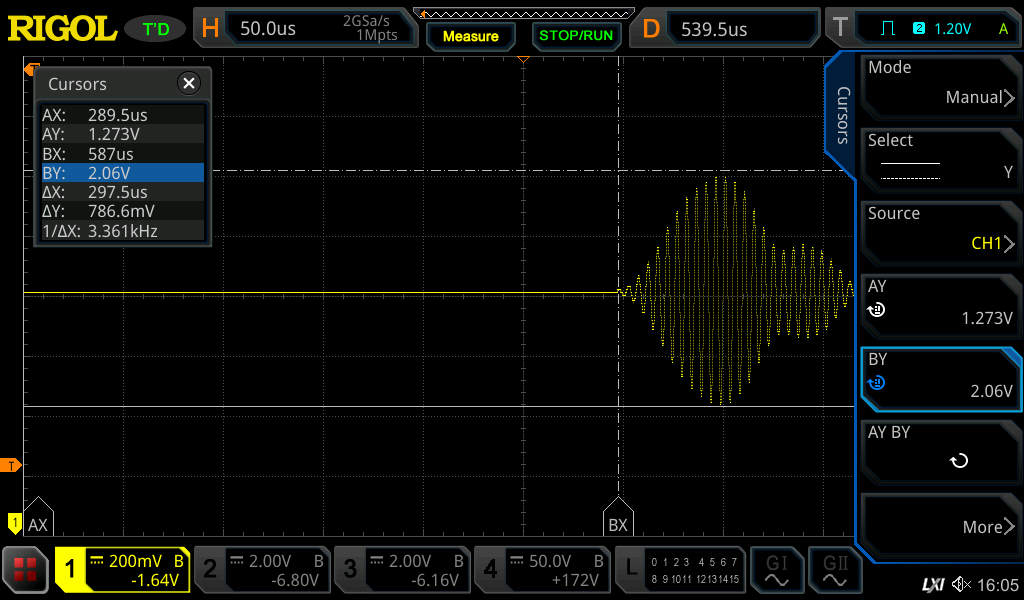 RIGOL T'D H 50.0us 2GSa/s 1Mpts Measure STOP/RUN D 539.5us T 2 1.20V A
T
Cursors
AX: 289.5us
AY: 1.273V
BX: 587us
BY: 2.06V
ΔX: 297.5us
ΔY: 786.6mV
1/ΔX: 3.361kHz
Cursors
Mode
Manual
Select
Y
Source
CH1
AY
1.273V
BY
2.06V
AY BY
More
T
1
AX
BX
1 200mV B -1.64V
2 2.00V B -6.80V
3 2.00V B -6.16V
4 50.0V B +172V
L 0 1 2 3 4 5 6 7
8 9 10 11 12 13 14 15
GI
GII
LXI 16:05